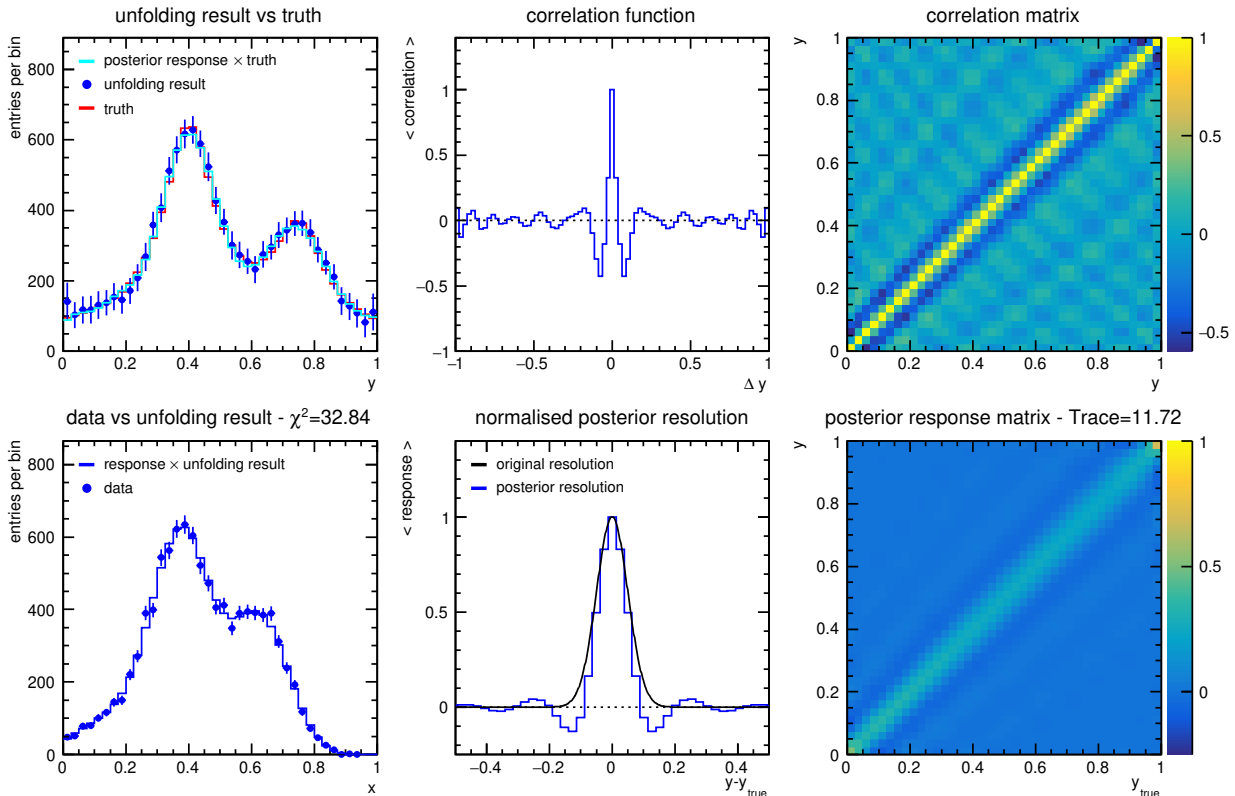 unfolding result vs truth
entries per bin
800
600
400
200
0
posterior response × truth
unfolding result
truth
0 0.2 0.4 0.6 0.8 1
y
correlation function
< correlation >
1
0.5
0
−0.5
−1
−1 −0.5 0 0.5 1
Δ y
correlation matrix
y
1
0.8
0.6
0.4
0.2
0
0 0.2 0.4 0.6 0.8 1
y
1
0.5
0
−0.5
data vs unfolding result - χ²=32.84
entries per bin
800
600
400
200
0
response × unfolding result
data
0 0.2 0.4 0.6 0.8 1
x
normalised posterior resolution
< response >
1
0.5
0
original resolution
posterior resolution
−0.4 −0.2 0 0.2 0.4
y-y_true
posterior response matrix - Trace=11.72
y
1
0.8
0.6
0.4
0.2
0
0 0.2 0.4 0.6 0.8 1
y_true
1
0.5
0